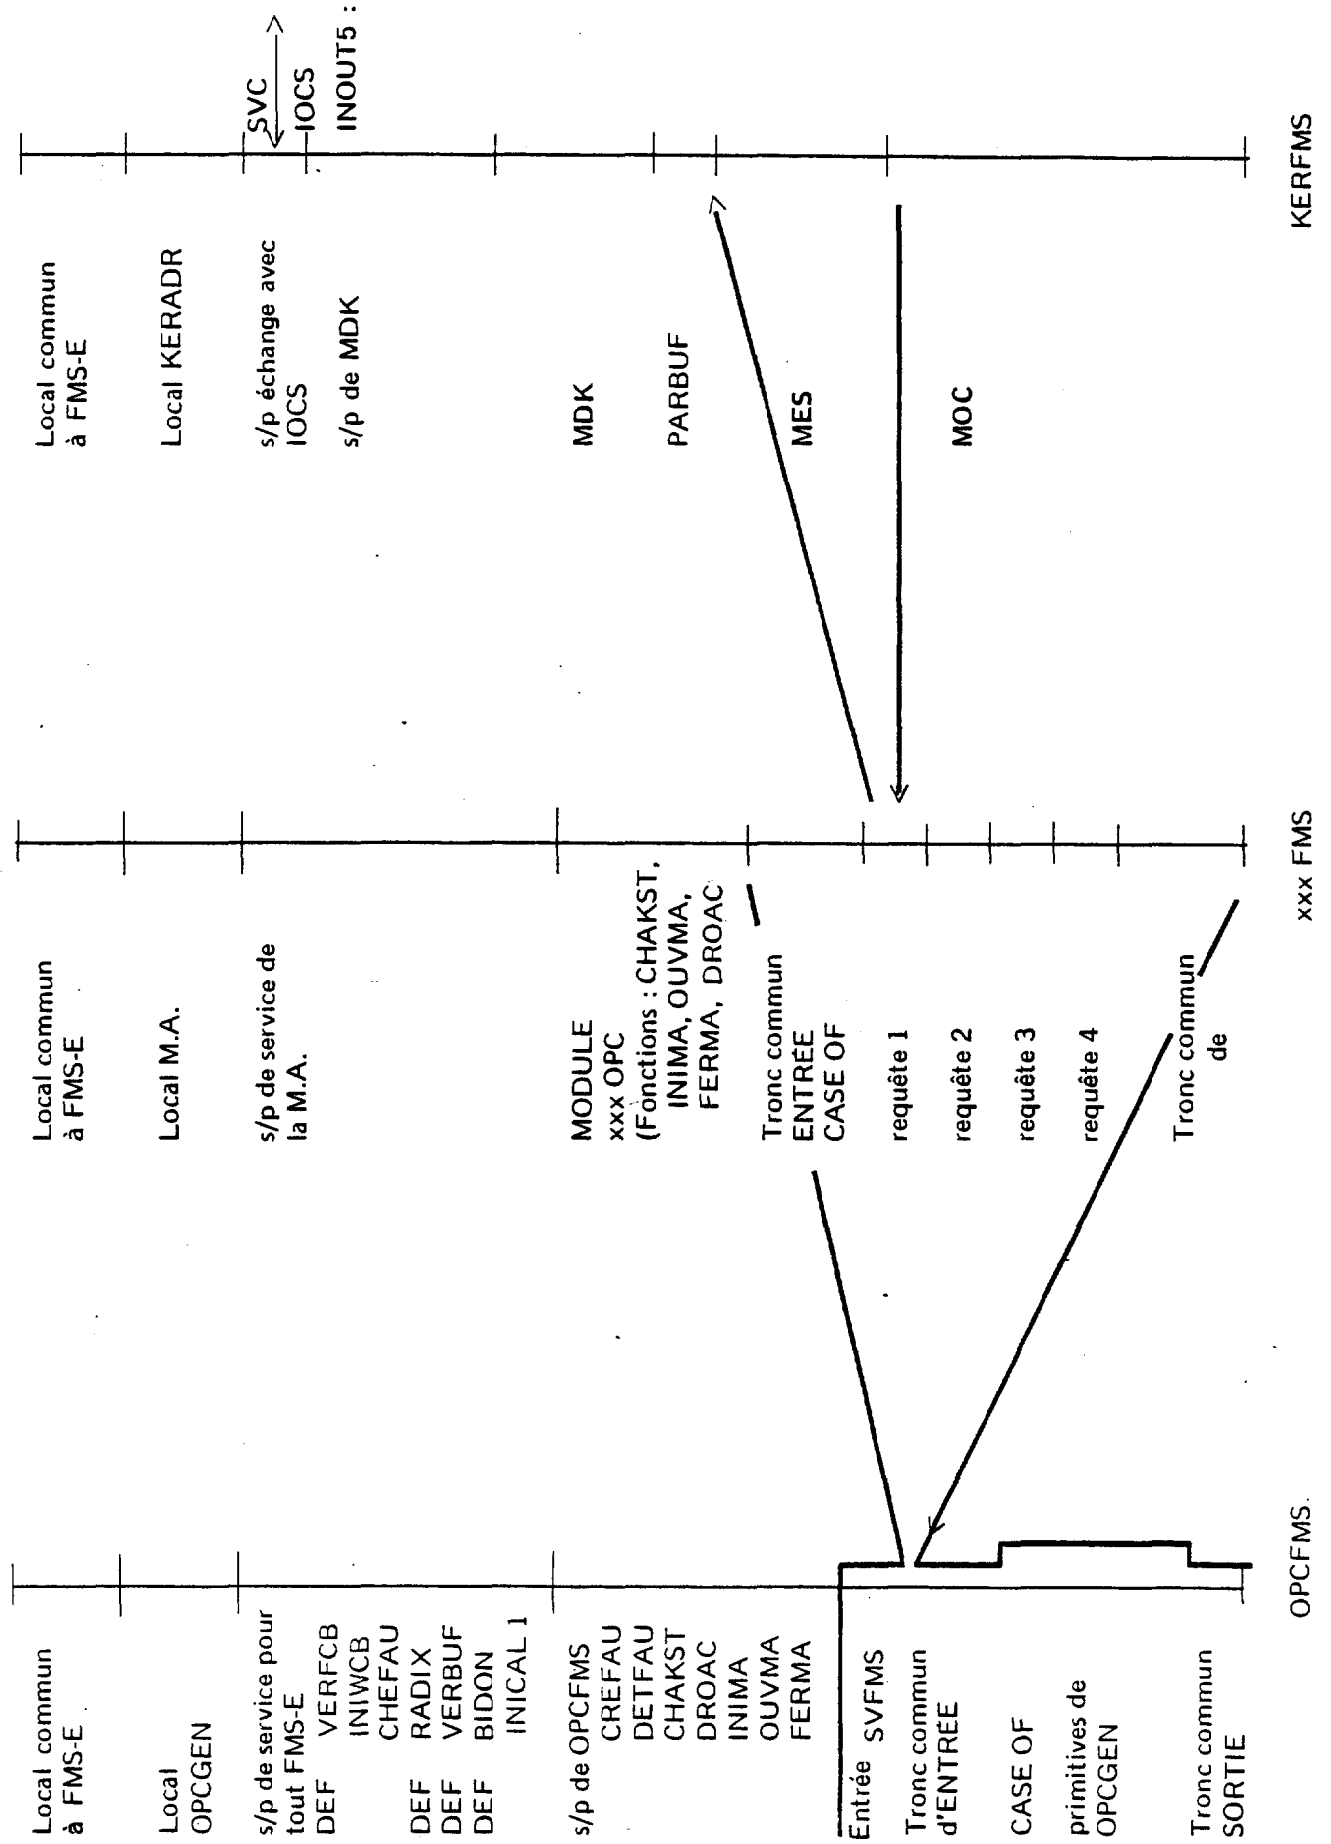 Local commun
à FMS-E
Local
OPCGEN
s/p de service pour
tout FMS-E
DEF VERFCB
INIWCB
CHEFAU
DEF RADIX
DEF VERBUF
DEF BIDON
INICAL 1
s/p de OPCFMS
CREFAU
DETFAU
CHAKST
DROAC
INIMA
OUVMA
FERMA
Entrée SVFMS
Tronc commun
d'ENTRÉE
CASE OF
primitives de
OPCGEN
Tronc commun
SORTIE
OPCFMS.
Local commun
à FMS-E
Local M.A.
s/p de service de
la M.A.
MODULE
xxx OPC
(Fonctions : CHAKST,
INIMA, OUVMA,
FERMA, DROAC
Tronc commun
ENTRÉE
CASE OF
requête 1
requête 2
requête 3
requête 4
Tronc commun
de
xxx FMS
Local commun
à FMS-E
Local KERADR
s/p échange avec
IOCS
s/p de MDK
MDK
PARBUF
MES
MOC
SVC
IOCS
INOUT5 :
KERFMS